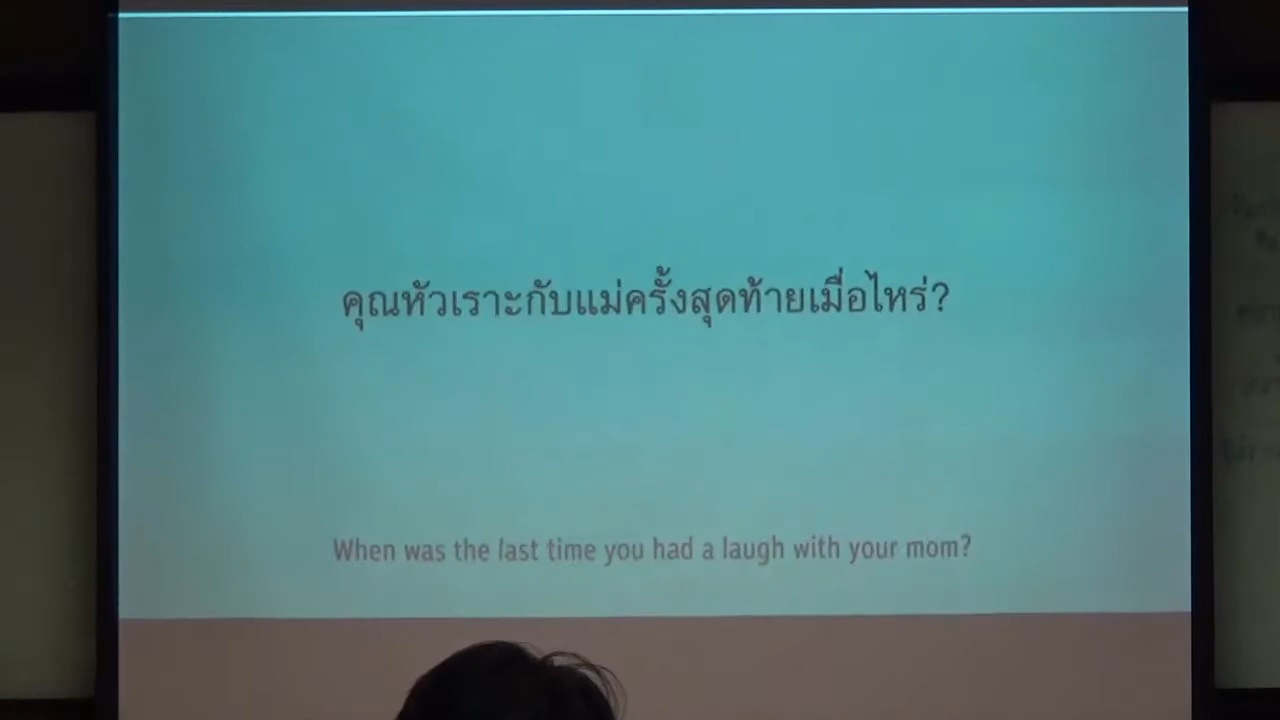 คุณหัวเราะกับแม่ครั้งสุดท้ายเมื่อไหร่?
When was the last time you had a laugh with your mom?